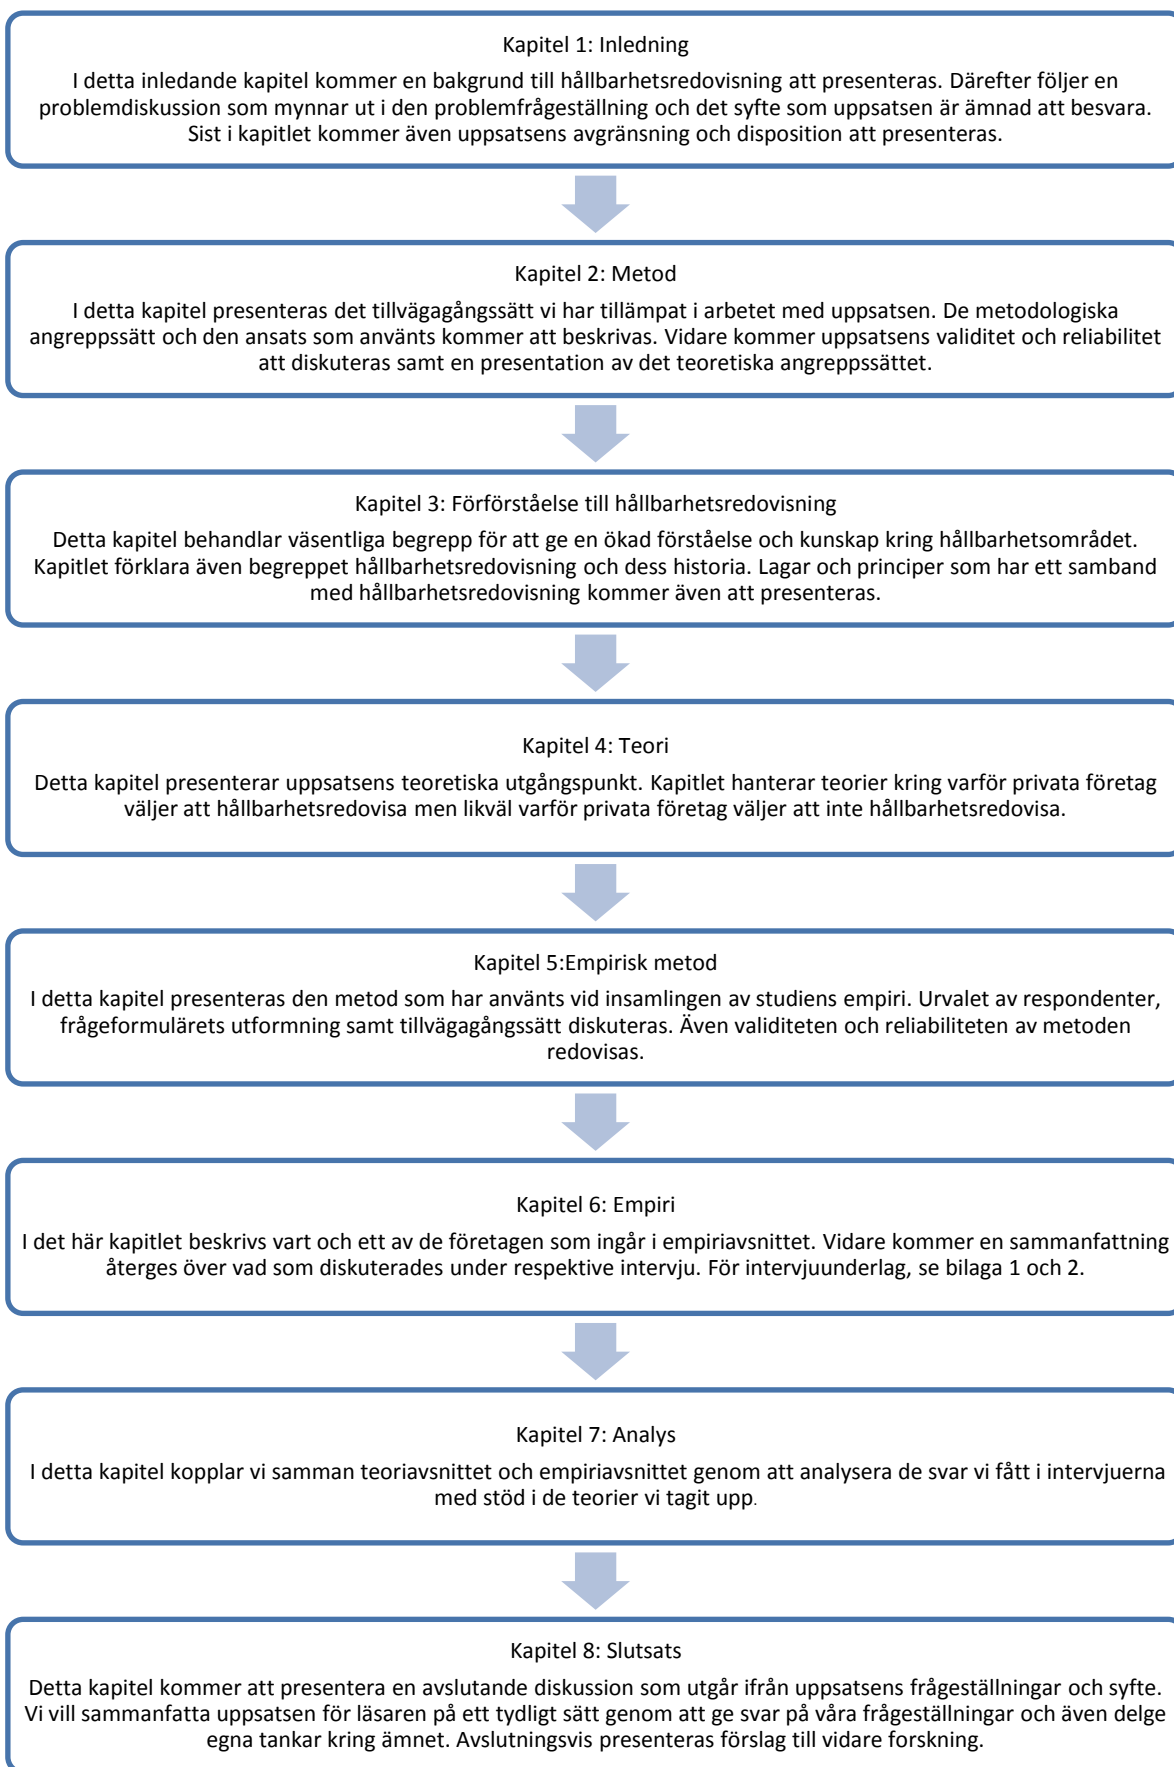 Kapitel 1: Inledning
I detta inledande kapitel kommer en bakgrund till hållbarhetsredovisning att presenteras. Därefter följer en
problemdiskussion som mynnar ut i den problemfrågeställning och det syfte som uppsatsen är ämnad att besvara.
Sist i kapitlet kommer även uppsatsens avgränsning och disposition att presenteras.
Kapitel 2: Metod
I detta kapitel presenteras det tillvägagångssätt vi har tillämpat i arbetet med uppsatsen. De metodologiska
angreppssätt och den ansats som använts kommer att beskrivas. Vidare kommer uppsatsens validitet och reliabilitet
att diskuteras samt en presentation av det teoretiska angreppssättet.
Kapitel 3: Förförståelse till hållbarhetsredovisning
Detta kapitel behandlar väsentliga begrepp för att ge en ökad förståelse och kunskap kring hållbarhetsområdet.
Kapitlet förklara även begreppet hållbarhetsredovisning och dess historia. Lagar och principer som har ett samband
med hållbarhetsredovisning kommer även att presenteras.
Kapitel 4: Teori
Detta kapitel presenterar uppsatsens teoretiska utgångspunkt. Kapitlet hanterar teorier kring varför privata företag
väljer att hållbarhetsredovisa men likväl varför privata företag väljer att inte hållbarhetsredovisa.
Kapitel 5:Empirisk metod
I detta kapitel presenteras den metod som har använts vid insamlingen av studiens empiri. Urvalet av respondenter,
frågeformulärets utformning samt tillvägagångssätt diskuteras. Även validiteten och reliabiliteten av metoden
redovisas.
Kapitel 6: Empiri
I det här kapitlet beskrivs vart och ett av de företagen som ingår i empiriavsnittet. Vidare kommer en sammanfattning
återges över vad som diskuterades under respektive intervju. För intervjuunderlag, se bilaga 1 och 2.
Kapitel 7: Analys
I detta kapitel kopplar vi samman teoriavsnittet och empiriavsnittet genom att analysera de svar vi fått i intervjuerna
med stöd i de teorier vi tagit upp.
Kapitel 8: Slutsats
Detta kapitel kommer att presentera en avslutande diskussion som utgår ifrån uppsatsens frågeställningar och syfte.
Vi vill sammanfatta uppsatsen för läsaren på ett tydligt sätt genom att ge svar på våra frågeställningar och även delge
egna tankar kring ämnet. Avslutningsvis presenteras förslag till vidare forskning.